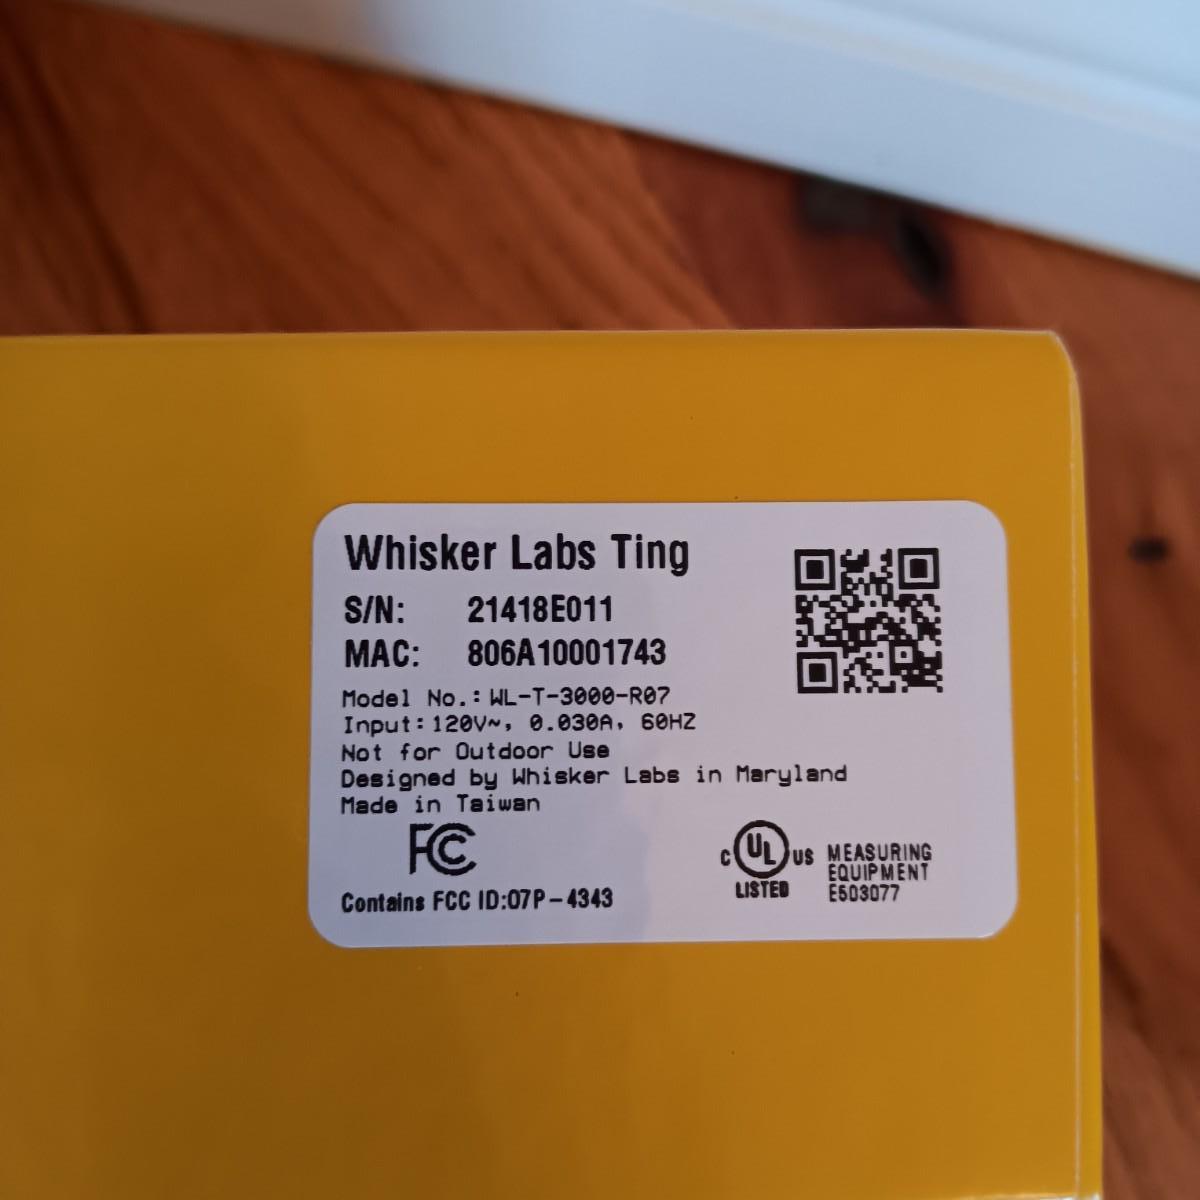 Whisker Labs Ting
S/N: 21418E011
MAC: 806A10001743
Model No.: WL-T-3000-R07
Input: 120V~, 0.030A, 60HZ
Not for Outdoor Use
Designed by Whisker Labs in Maryland
Made in Taiwan
FC
Contains FCC ID:07P-4343
C UL US
LISTED
MEASURING
EQUIPMENT
E503077